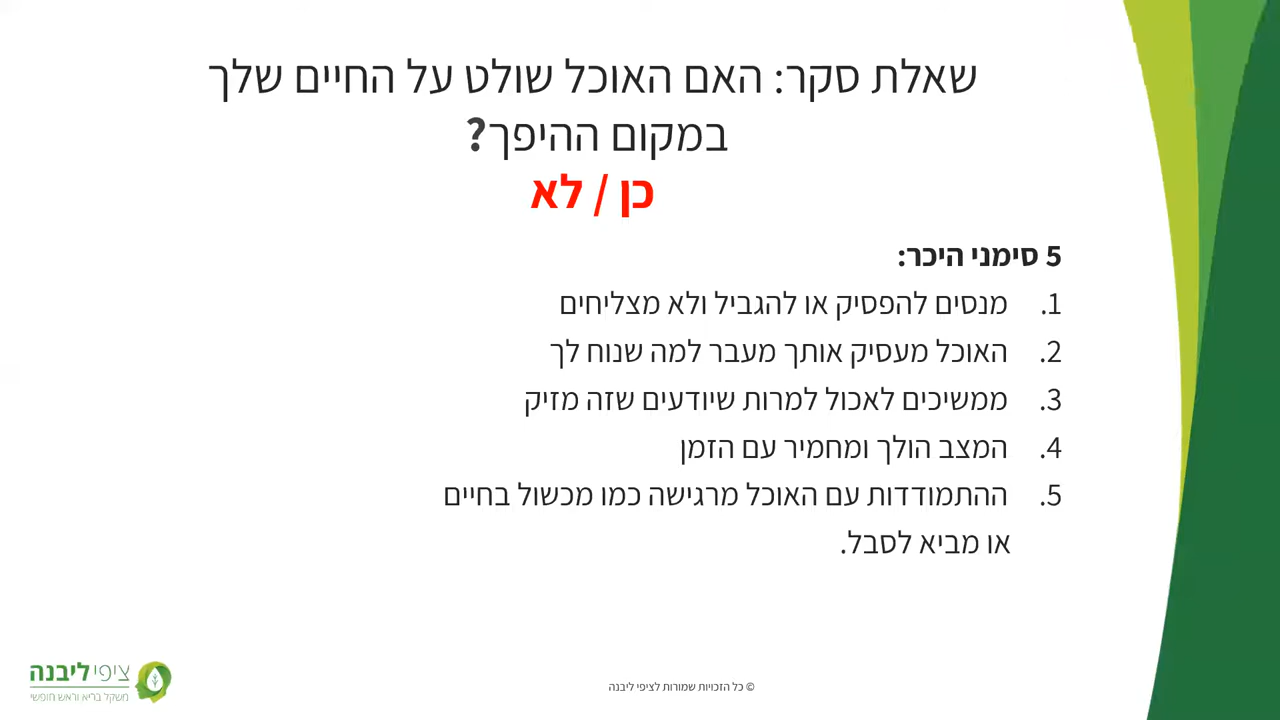 שאלת סקר: האם האוכל שולט על החיים שלך
במקום ההיפך?
כן / לא
5 סימני היכר:
1. מנסים להפסיק או להגביל ולא מצליחים
2. האוכל מעסיק אותך מעבר למה שנוח לך
3. ממשיכים לאכול למרות שיודעים שזה מזיק
4. המצב הולך ומחמיר עם הזמן
5. ההתמודדות עם האוכל מרגישה כמו מכשול בחיים
או מביא לסבל.
ציפי ליבנה
משקל בריא וראש חופשי
© כל הזכויות שמורות לציפי ליבנה